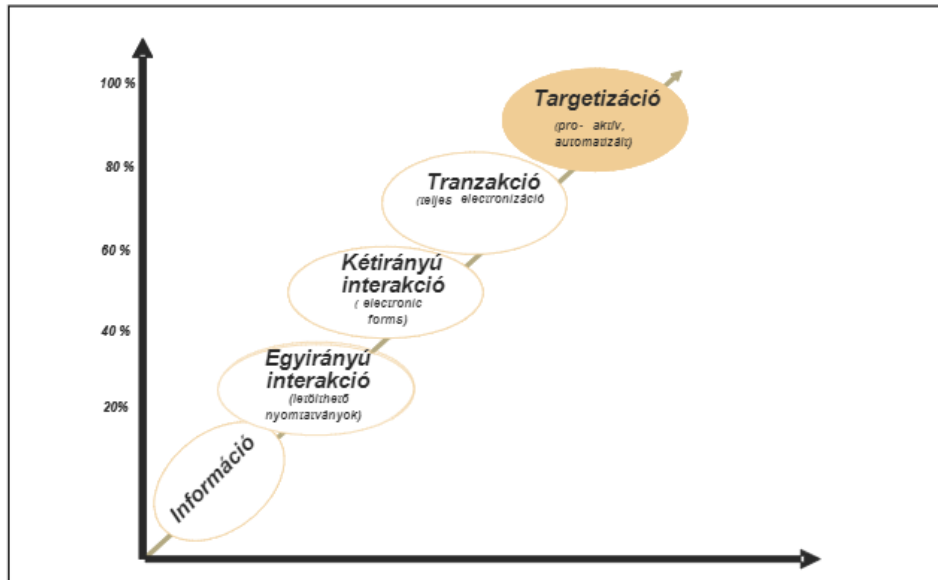 100 %
Targetizáció
(pro- aktív,
automatizált)
80 %
Tranzakció
(teljes electronizáció
60 %
Kétirányú
interakció
( electronic
forms)
40 %
Egyirányú
interakció
(letölthető
nyomtatványok)
20%
Információ